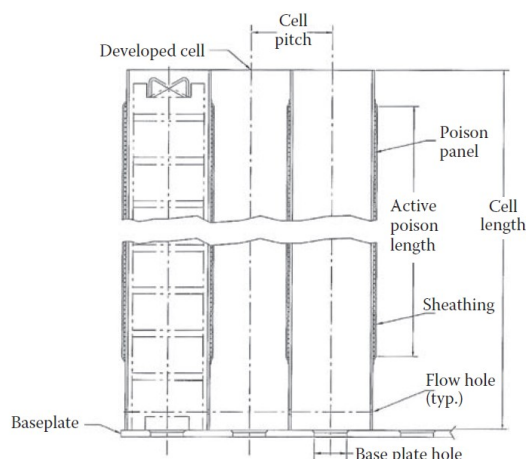 Cell
pitch
Developed cell
Poison
panel
Active
poison
length
Cell
length
Sheathing
Flow hole
(typ.)
Baseplate
Base plate hole